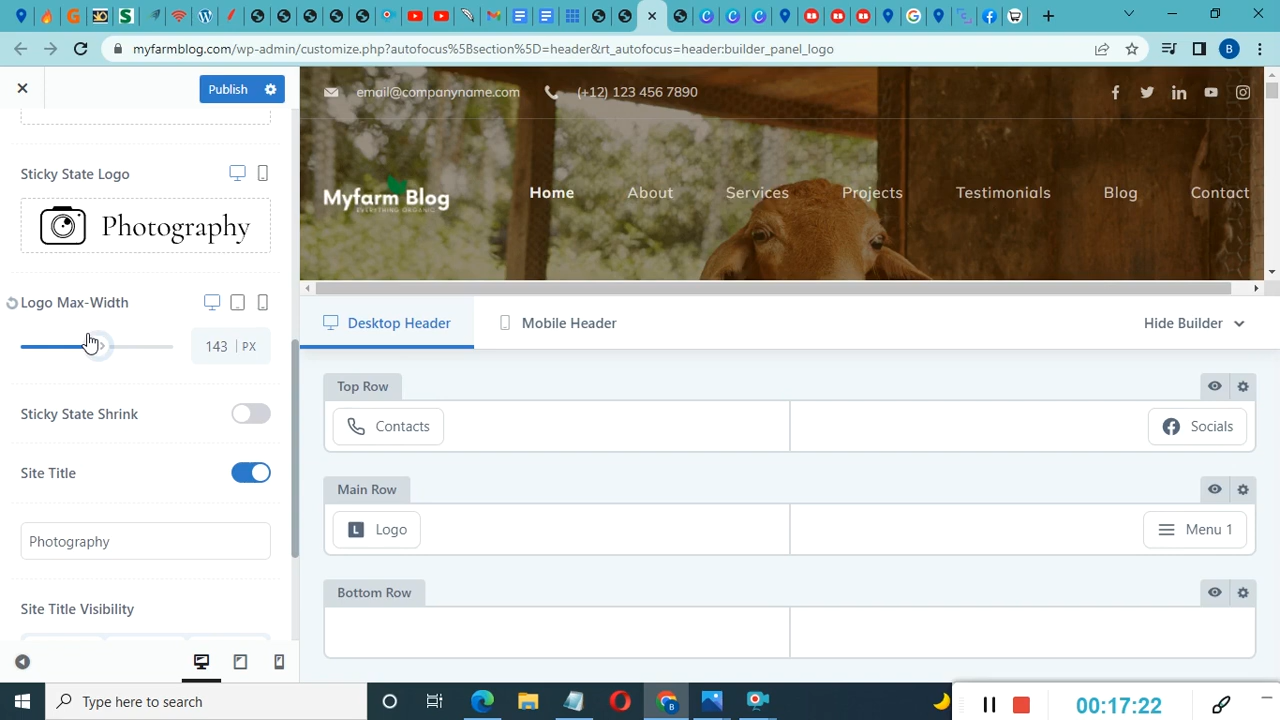 myfarmblog.com/wp-admin/customize.php?autofocus%5Bsection%5D=header&rt_autofocus=header:builder_panel_logo
B
Publish
email@companyname.com
(+12) 123 456 7890
Sticky State Logo
Photography
Myfarm Blog
EVERYTHING ORGANIC
Home
About
Services
Projects
Testimonials
Blog
Contact
Logo Max-Width
143 | PX
Desktop Header
Mobile Header
Hide Builder
Sticky State Shrink
Top Row
Contacts
Socials
Site Title
Main Row
L Logo
Menu 1
Photography
Bottom Row
Site Title Visibility
Type here to search
00:17:22